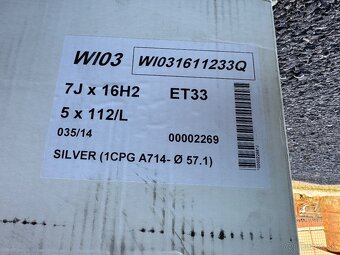 WI03 WI031611233Q
7J x 16H2 ET33
5 x 112/L
035/14 00002269
SILVER (1CPG A714- Ø 57.1)